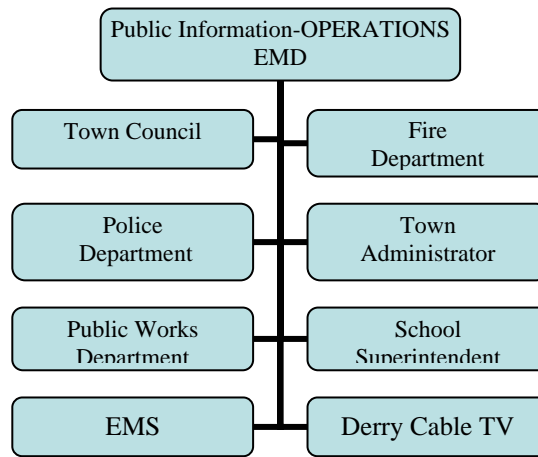 Public Information-OPERATIONS
EMD
Town Council
Fire
Department
Police
Department
Town
Administrator
Public Works
Department
School
Superintendent
EMS
Derry Cable TV